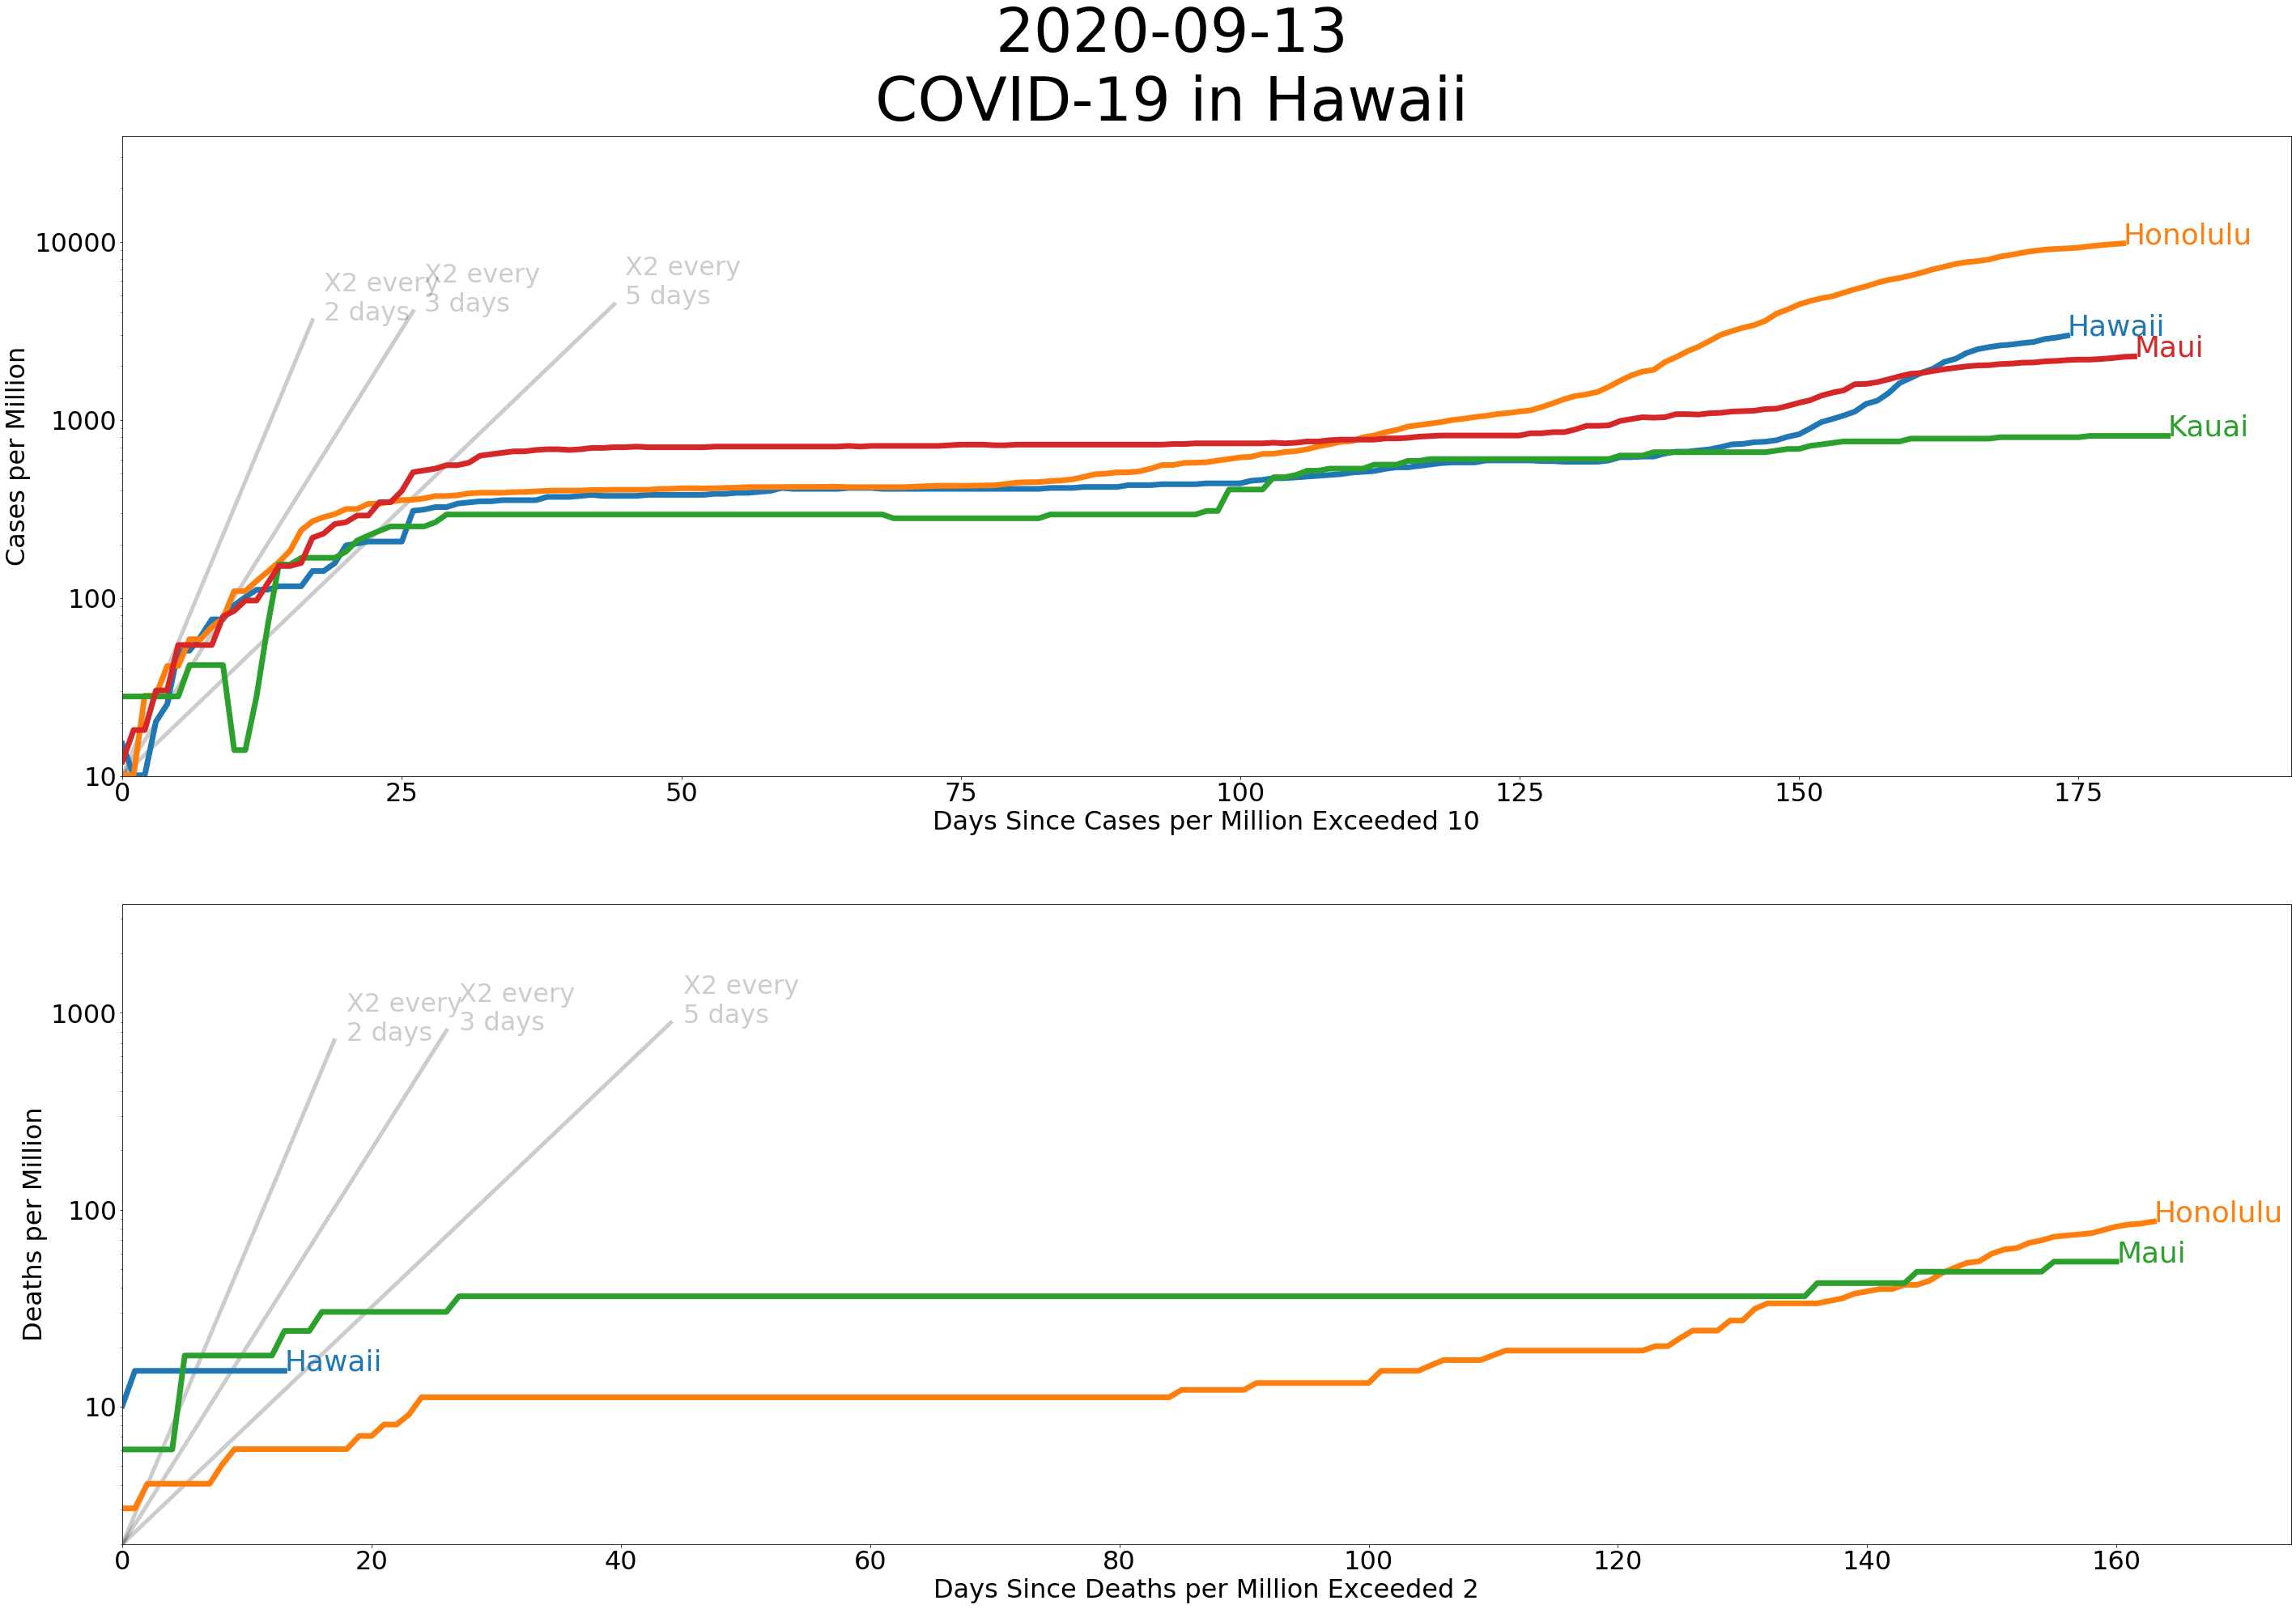 2020-09-13
COVID-19 in Hawaii
Cases per Million
10000
1000
100
10
X2 every
2 days
X2 every
3 days
X2 every
5 days
Honolulu
Hawaii
Maui
Kauai
0 25 50 75 100 125 150 175
Days Since Cases per Million Exceeded 10
Deaths per Million
1000
100
10
X2 every
2 days
X2 every
3 days
X2 every
5 days
Honolulu
Maui
Hawaii
0 20 40 60 80 100 120 140 160
Days Since Deaths per Million Exceeded 2